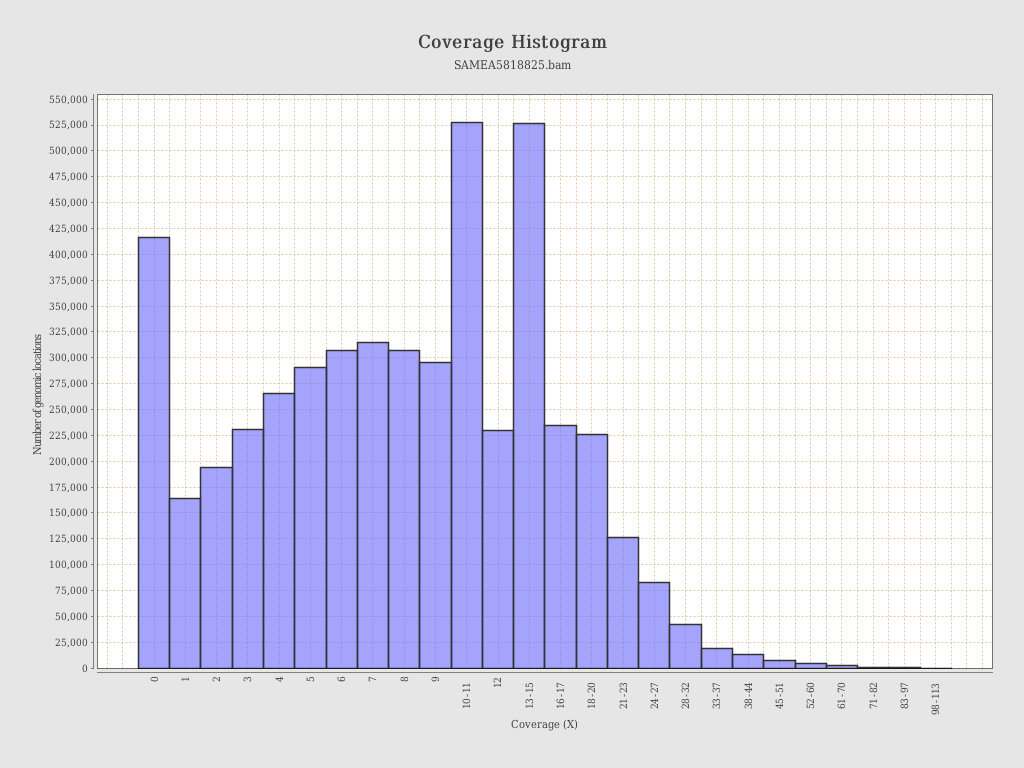 Coverage Histogram
SAMEA5818825.bam
550,000
525,000
500,000
475,000
450,000
425,000
400,000
375,000
350,000
325,000
300,000
275,000
250,000
225,000
200,000
175,000
150,000
125,000
100,000
75,000
50,000
25,000
0
Number of genomic locations
0
1
2
3
4
5
6
7
8
9
10 - 11
12
13 - 15
16 - 17
18 - 20
21 - 23
24 - 27
28 - 32
33 - 37
38 - 44
45 - 51
52 - 60
61 - 70
71 - 82
83 - 97
98 - 113
Coverage (X)